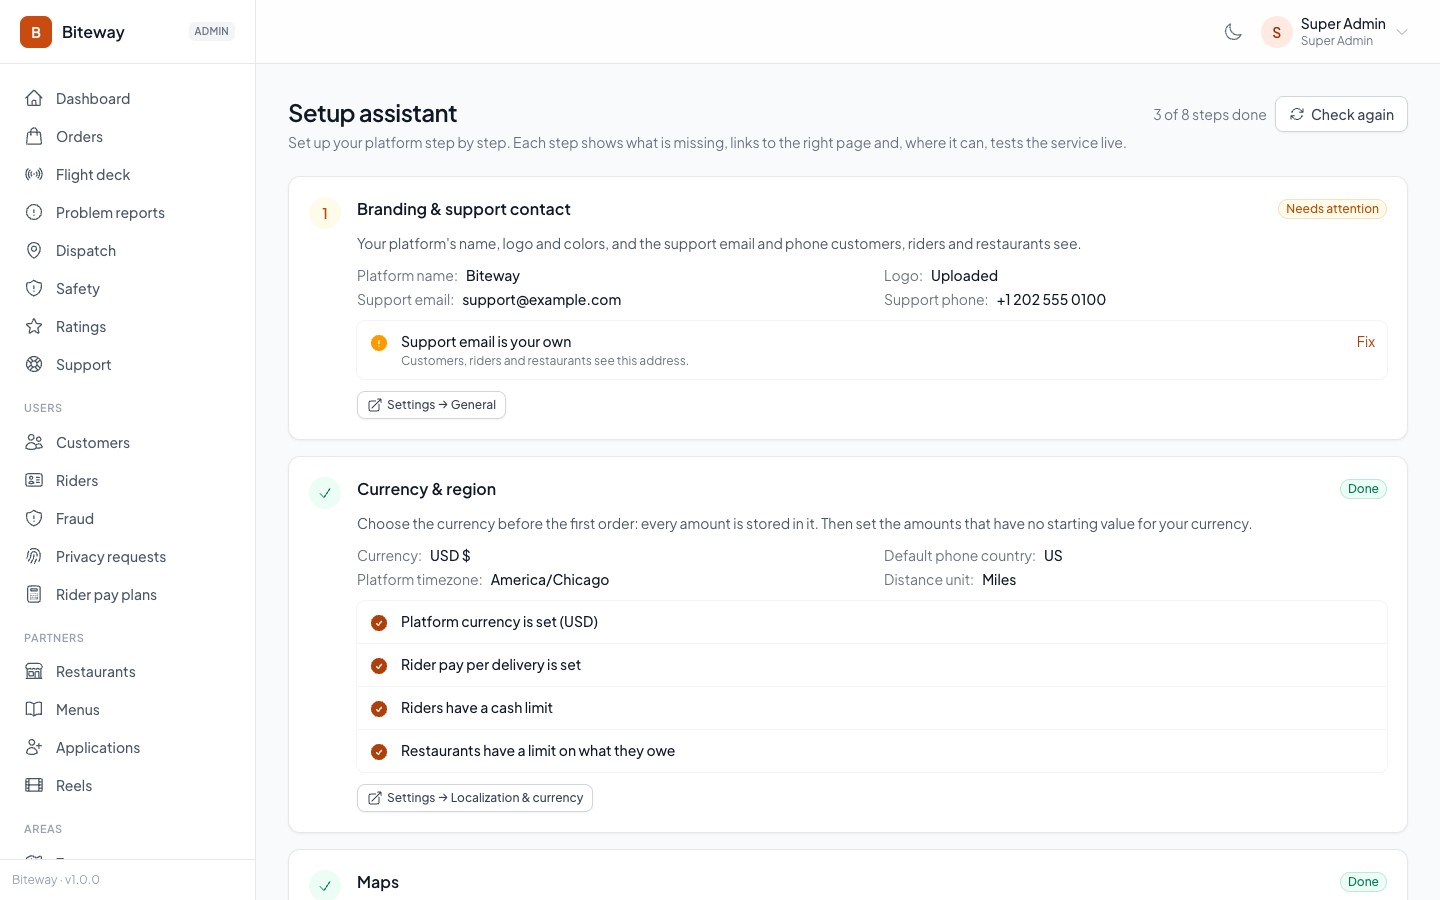 B Biteway ADMIN
S Super Admin
Super Admin
Dashboard
Orders
Flight deck
Problem reports
Dispatch
Safety
Ratings
Support
USERS
Customers
Riders
Fraud
Privacy requests
Rider pay plans
PARTNERS
Restaurants
Menus
Applications
Reels
AREAS
Biteway · v1.0.0
Setup assistant
3 of 8 steps done Check again
Set up your platform step by step. Each step shows what is missing, links to the right page and, where it can, tests the service live.
1 Branding & support contact Needs attention
Your platform's name, logo and colors, and the support email and phone customers, riders and restaurants see.
Platform name: Biteway Logo: Uploaded
Support email: support@example.com Support phone: +1 202 555 0100
Support email is your own Fix
Customers, riders and restaurants see this address.
Settings → General
Currency & region Done
Choose the currency before the first order: every amount is stored in it. Then set the amounts that have no starting value for your currency.
Currency: USD $ Default phone country: US
Platform timezone: America/Chicago Distance unit: Miles
Platform currency is set (USD)
Rider pay per delivery is set
Riders have a cash limit
Restaurants have a limit on what they owe
Settings → Localization & currency
Maps Done